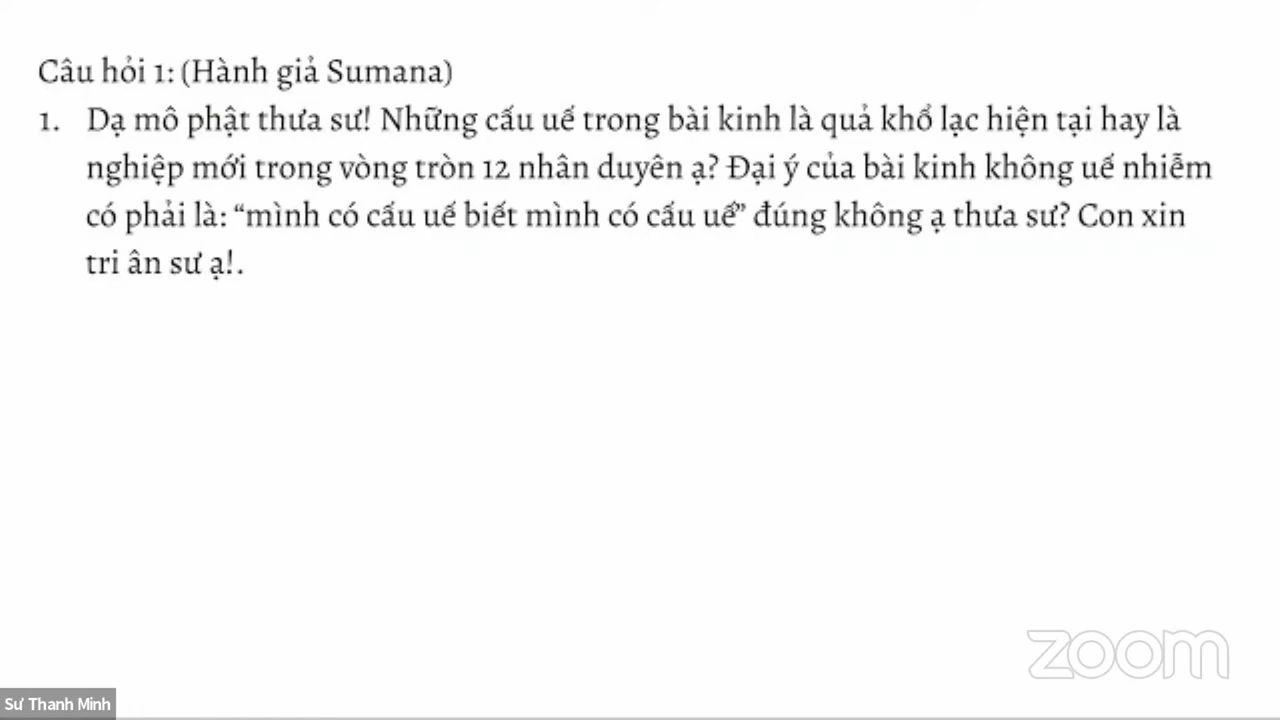 Câu hỏi 1: (Hành giả Sumana)
1. Dạ mô phật thưa sư! Những cấu uế trong bài kinh là quả khổ lạc hiện tại hay là
nghiệp mới trong vòng tròn 12 nhân duyên ạ? Đại ý của bài kinh không uế nhiễm
có phải là: “mình có cấu uế biết mình có cấu uế” đúng không ạ thưa sư? Con xin
tri ân sư ạ!.
zoom
Sư Thanh Minh